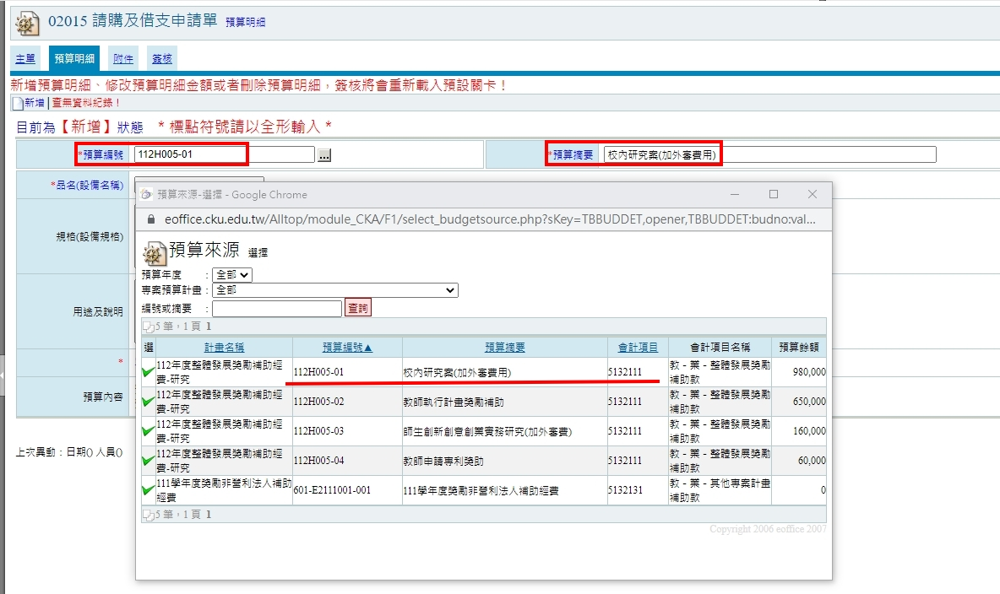 02015 請購及借支申請單 預算明細
主單 預算明細 附件 簽核
新增預算明細、修改預算明細金額或者刪除預算明細，簽核將會重新載入預設關卡！
新增 | 查無資料紀錄！
目前為【新增】狀態 * 標點符號請以全形輸入 *
*預算編號 112H005-01 ... *預算摘要 校內研究案(加外審費用)
*品名(設備名稱)
規格(設備規格)
用途及說明
*
預算內容
上次異動：日期() 人員()
預算來源-選擇 - Google Chrome
eoffice.cku.edu.tw/Alltop/module_CKA/F1/select_budgetsource.php?sKey=TBBUDDET,opener,TBBUDDET:budno:val...
預算來源 選擇
預算年度 : 全部
專案預算計畫 : 全部
編號或摘要 : 查詢
5 筆，1 頁 1
選 計畫名稱 預算編號▲ 預算摘要 會計項目 會計項目名稱 預算餘額
112年度整體發展獎勵補助經費-研究 112H005-01 校內研究案(加外審費用) 5132111 教 - 業 - 整體發展獎勵補助款 980,000
112年度整體發展獎勵補助經費-研究 112H005-02 教師執行計畫獎勵補助 5132111 教 - 業 - 整體發展獎勵補助款 650,000
112年度整體發展獎勵補助經費-研究 112H005-03 師生創新創意創業實務研究(加外審費) 5132111 教 - 業 - 整體發展獎勵補助款 160,000
112年度整體發展獎勵補助經費-研究 112H005-04 教師申請專利獎助 5132111 教 - 業 - 整體發展獎勵補助款 60,000
111學年度獎勵非營利法人補助經費 601-E2111001-001 111學年度獎勵非營利法人補助經費 5132131 教 - 業 - 其他專案計畫補助款 0
5 筆，1 頁 1
Copyright 2006 eoffice 2007